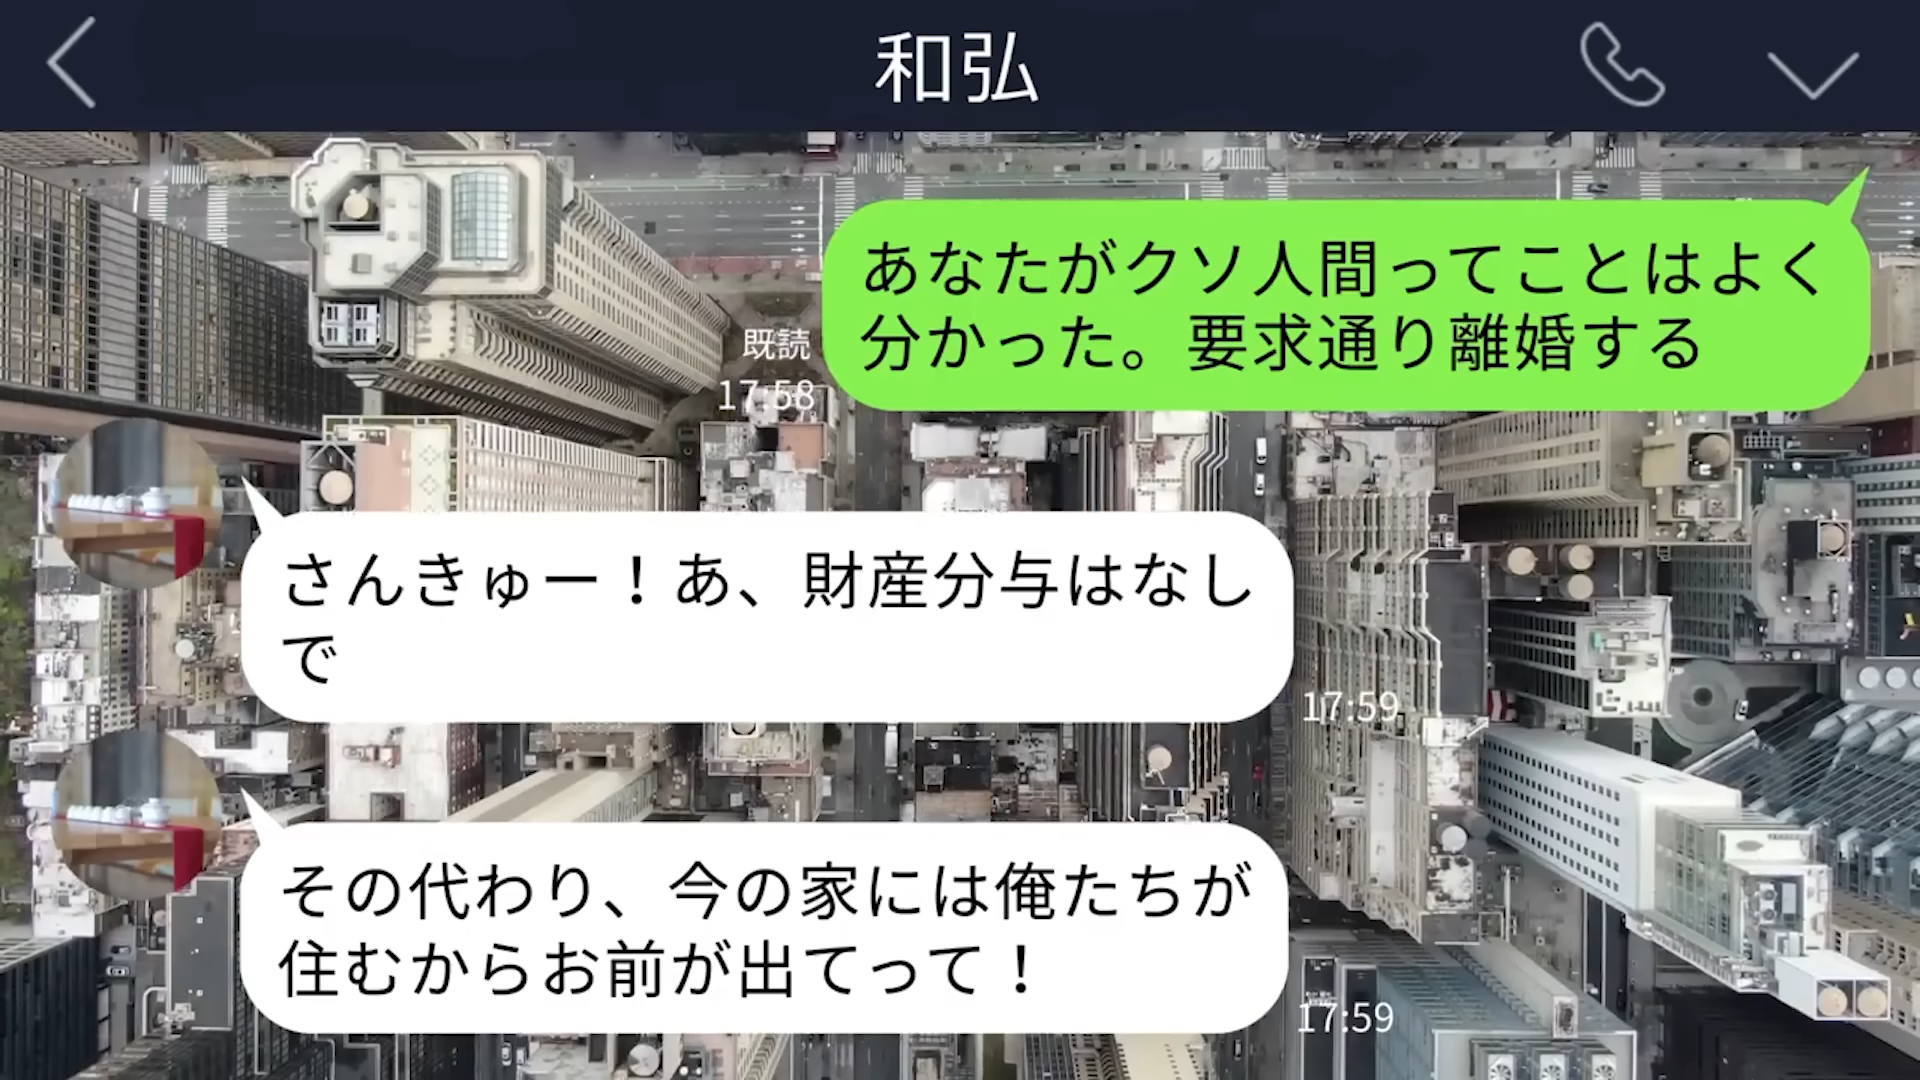 和弘
あなたがクソ人間ってことはよく
分かった。要求通り離婚する
既読
17:58
さんきゅー！あ、財産分与はなし
で
17:59
その代わり、今の家には俺たちが
住むからお前が出てって！
17:59